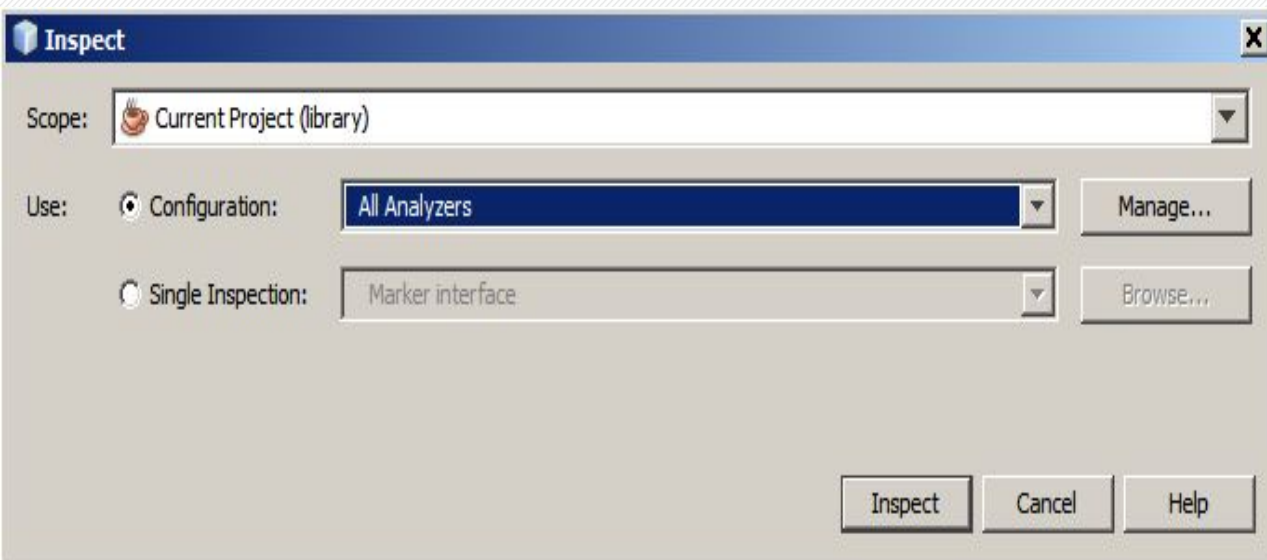 Inspect
Scope: Current Project (library)
Use: Configuration: All Analyzers Manage...
Single Inspection: Marker interface Browse...
Inspect Cancel Help